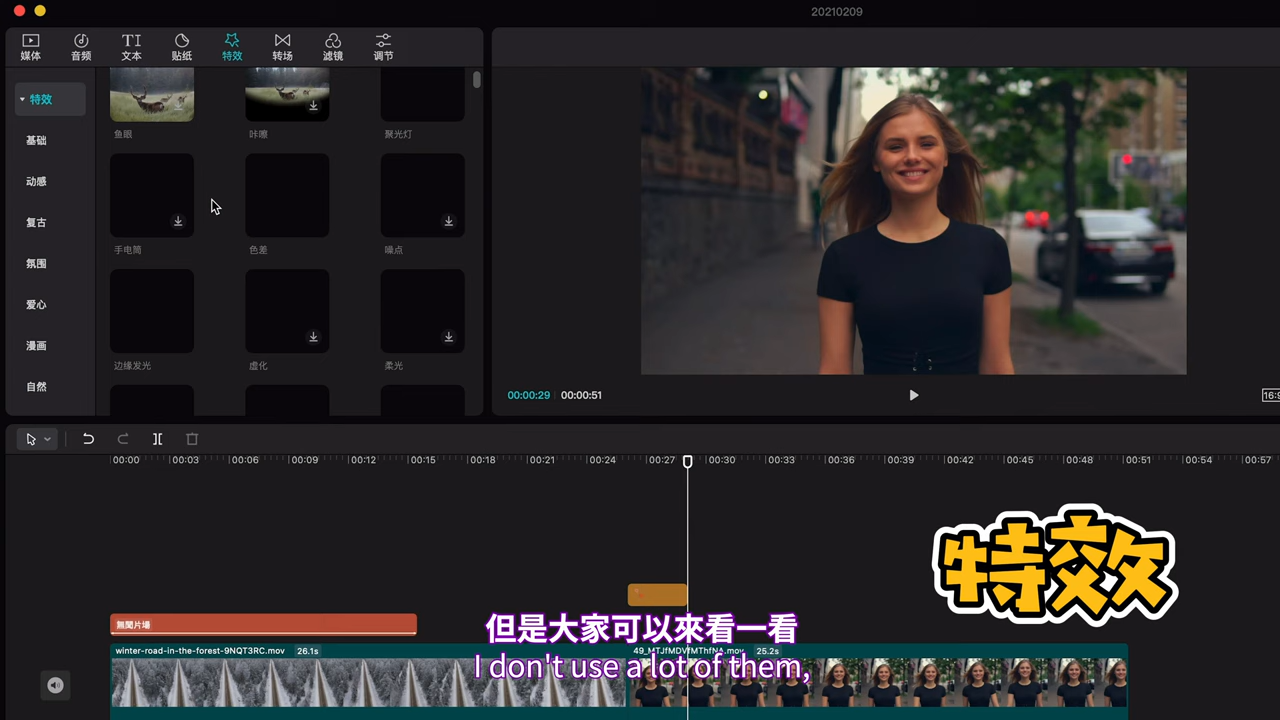 20210209
媒体
音频
文本
贴纸
特效
转场
滤镜
调节
特效
基础
动感
复古
氛围
爱心
漫画
自然
鱼眼
咔嚓
聚光灯
手电筒
色差
噪点
边缘发光
虚化
柔光
00:00:29
00:00:51
16:9
00:00
00:03
00:06
00:09
00:12
00:15
00:18
00:21
00:24
00:27
00:30
00:33
00:36
00:39
00:42
00:45
00:48
00:51
00:54
00:57
特效
無聞片場
但是大家可以來看一看
winter-road-in-the-forest-9NQT3RC.mov 26.1s
25.2s
I don't use a lot of them,